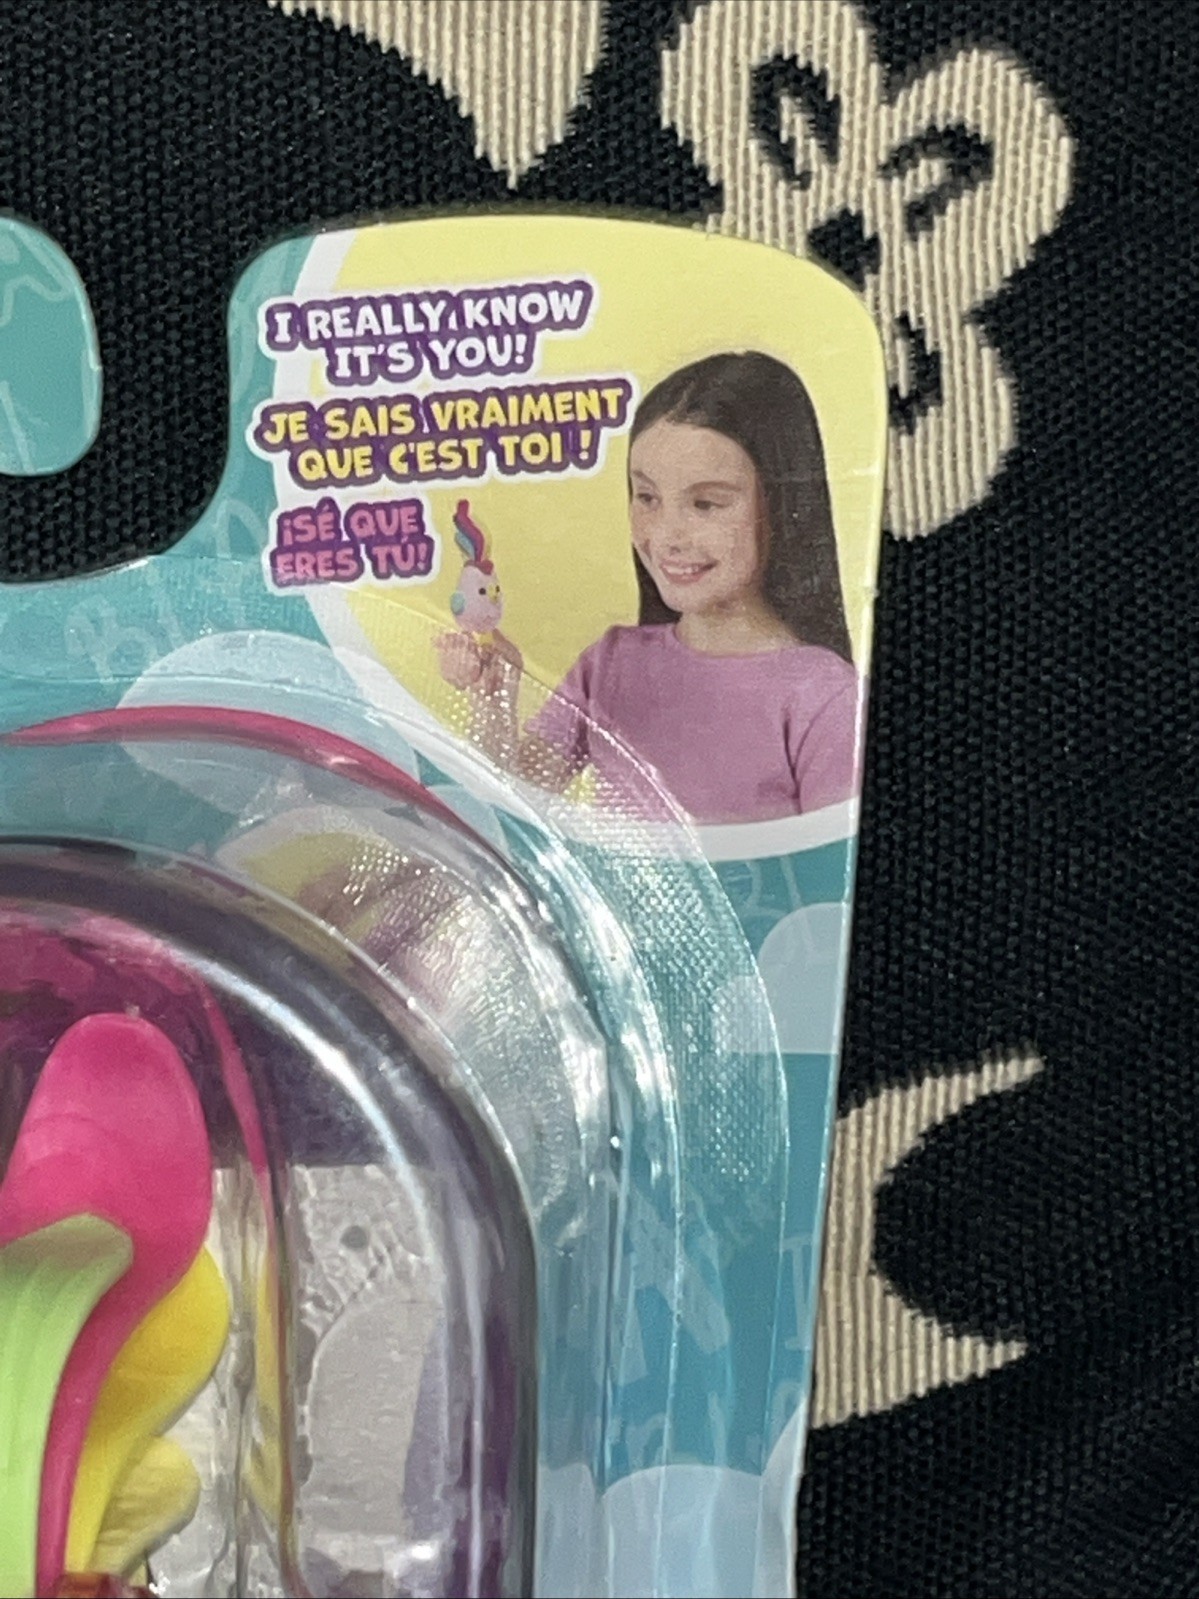 I REALLY KNOW
IT'S YOU!
JE SAIS VRAIMENT
QUE C'EST TOI !
¡SÉ QUE
ERES TÚ!